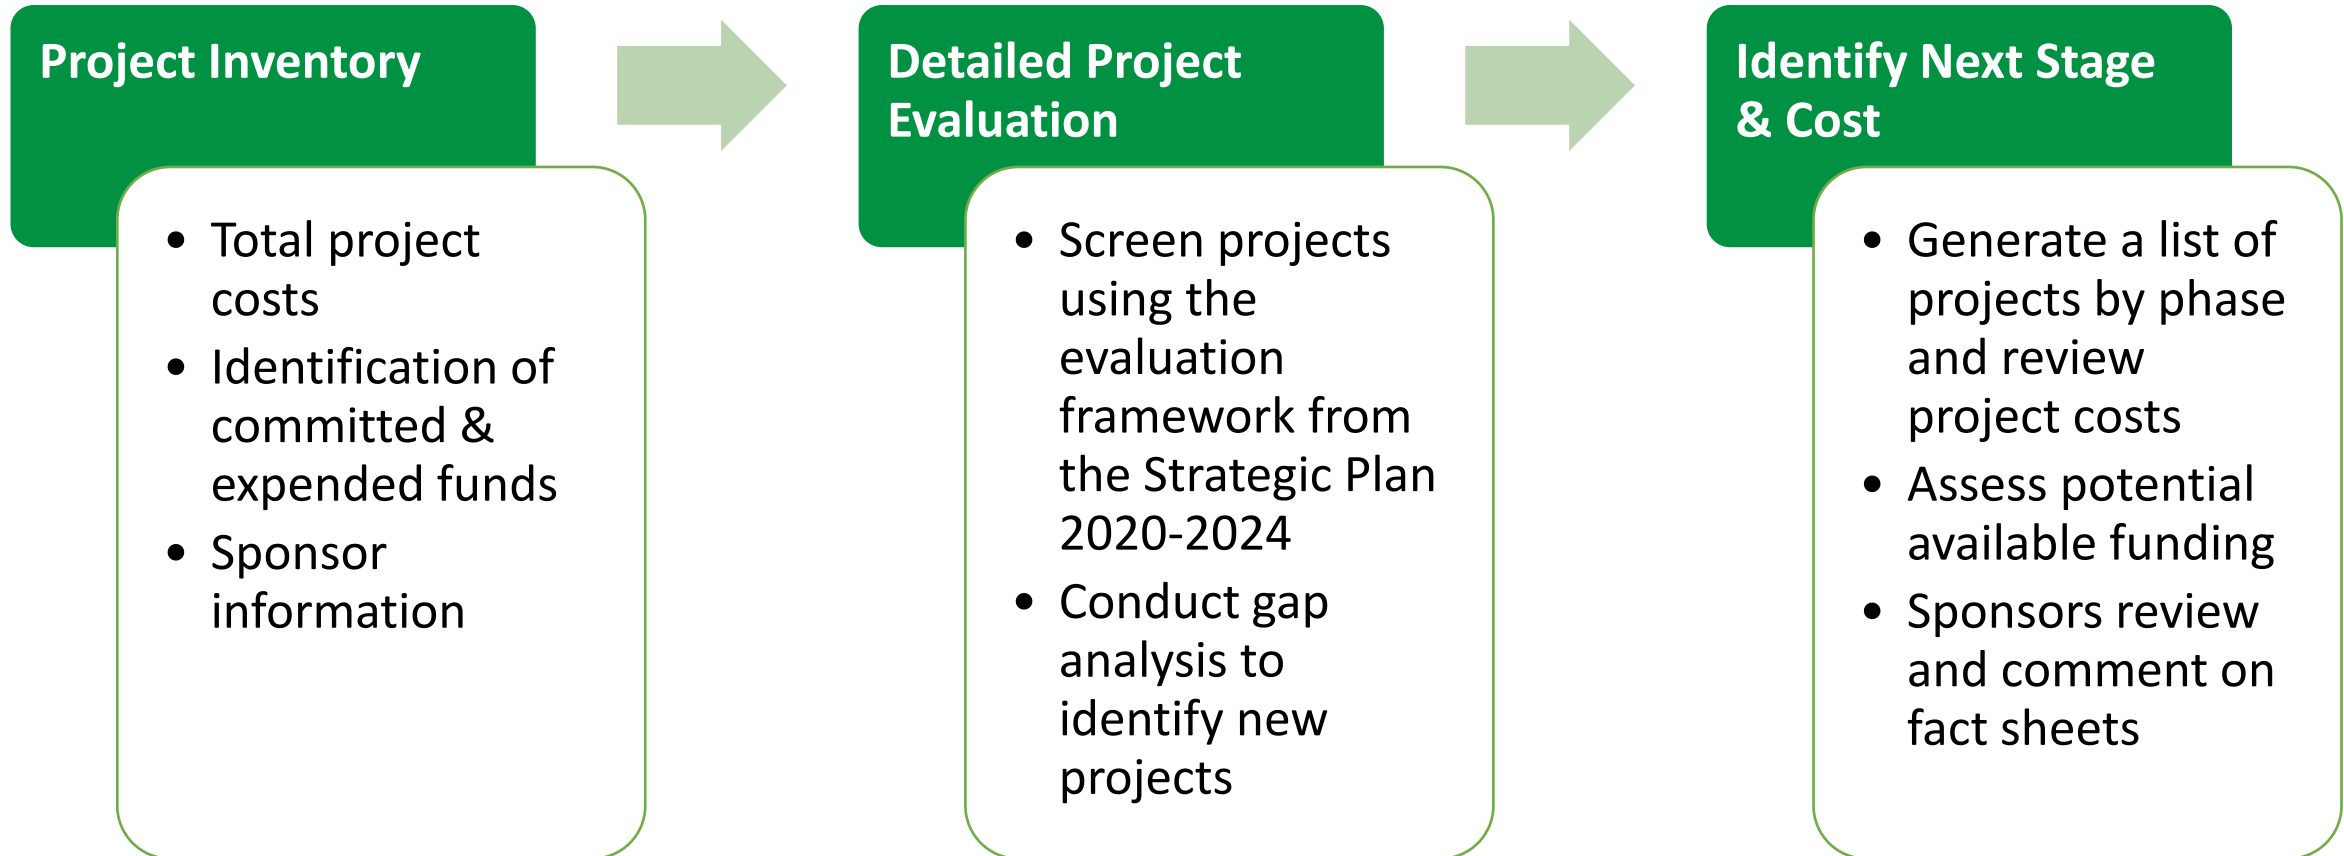 Project Inventory
• Total project
costs
• Identification of
committed &
expended funds
• Sponsor
information
Detailed Project
Evaluation
• Screen projects
using the
evaluation
framework from
the Strategic Plan
2020-2024
• Conduct gap
analysis to
identify new
projects
Identify Next Stage
& Cost
• Generate a list of
projects by phase
and review
project costs
• Assess potential
available funding
• Sponsors review
and comment on
fact sheets